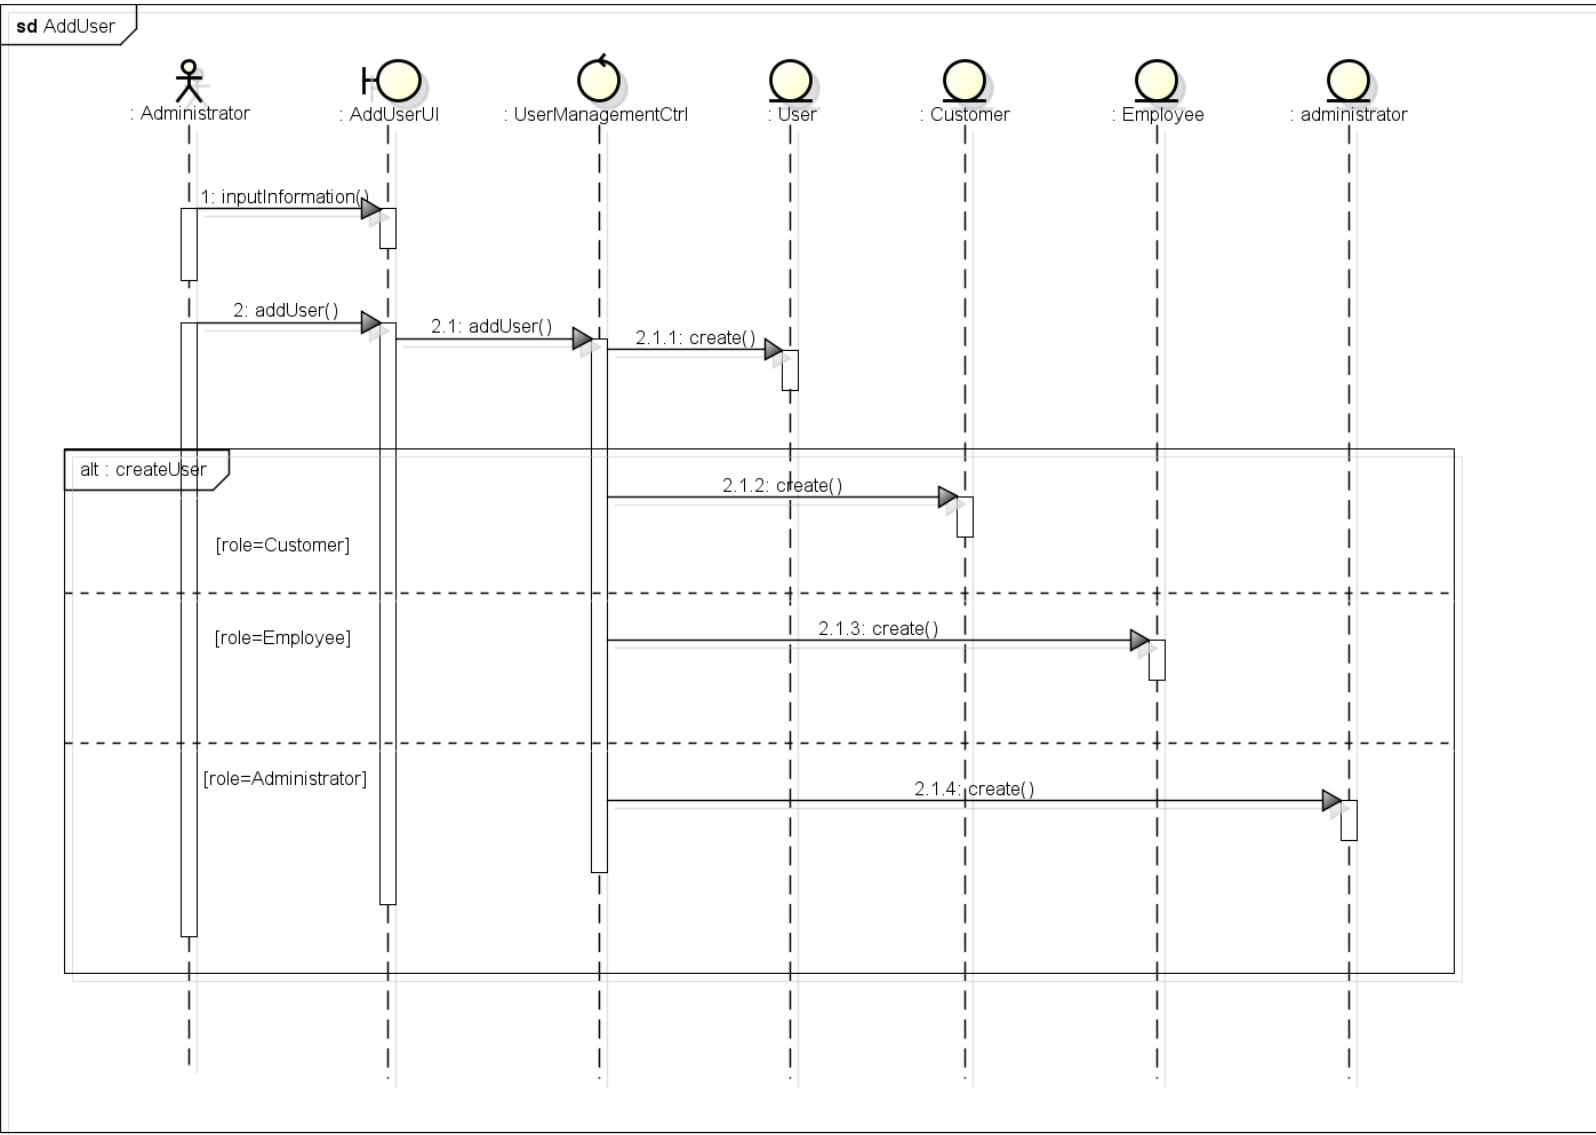 sd AddUser
: Administrator
: AddUserUI
: UserManagementCtrl
: User
: Customer
: Employee
: administrator
1: inputInformation()
2: addUser()
2.1: addUser()
2.1.1: create()
alt : createUser
2.1.2: create()
[role=Customer]
2.1.3: create()
[role=Employee]
[role=Administrator]
2.1.4: create()